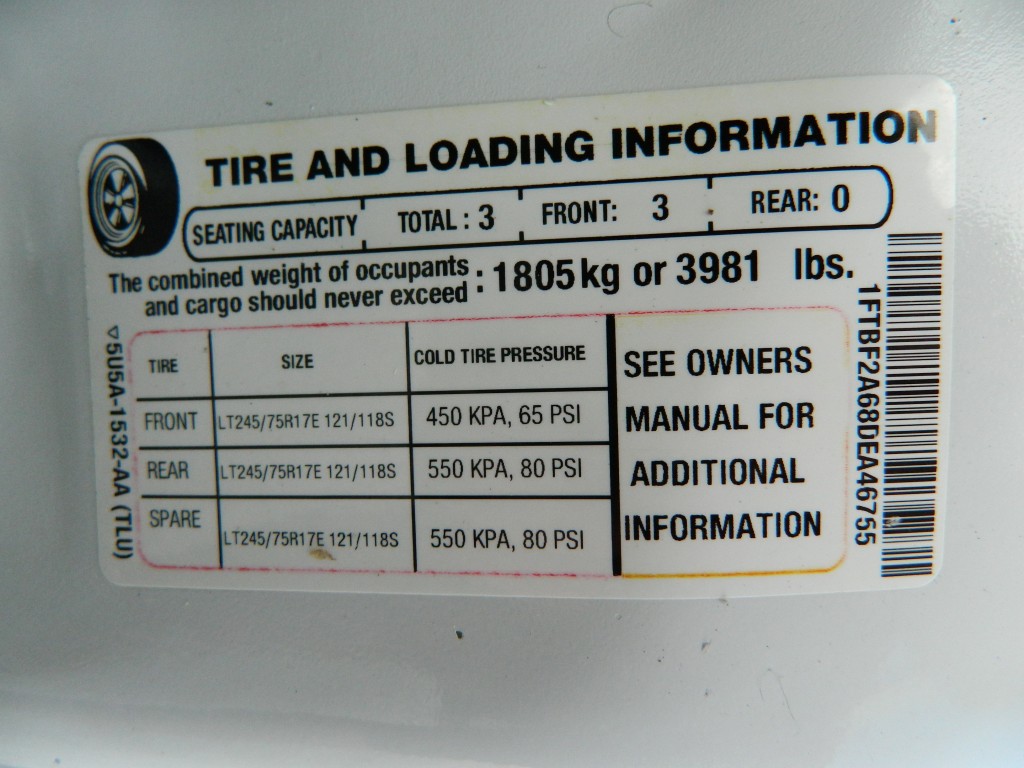 TIRE AND LOADING INFORMATION
SEATING CAPACITY TOTAL : 3 FRONT: 3 REAR: 0
The combined weight of occupants
and cargo should never exceed : 1805 kg or 3981 lbs.
TIRE SIZE COLD TIRE PRESSURE
FRONT LT245/75R17E 121/118S 450 KPA, 65 PSI
REAR LT245/75R17E 121/118S 550 KPA, 80 PSI
SPARE LT245/75R17E 121/118S 550 KPA, 80 PSI
SEE OWNERS
MANUAL FOR
ADDITIONAL
INFORMATION
5U5A-1532-AA (TLU)
1FTBF2A68DEA46755